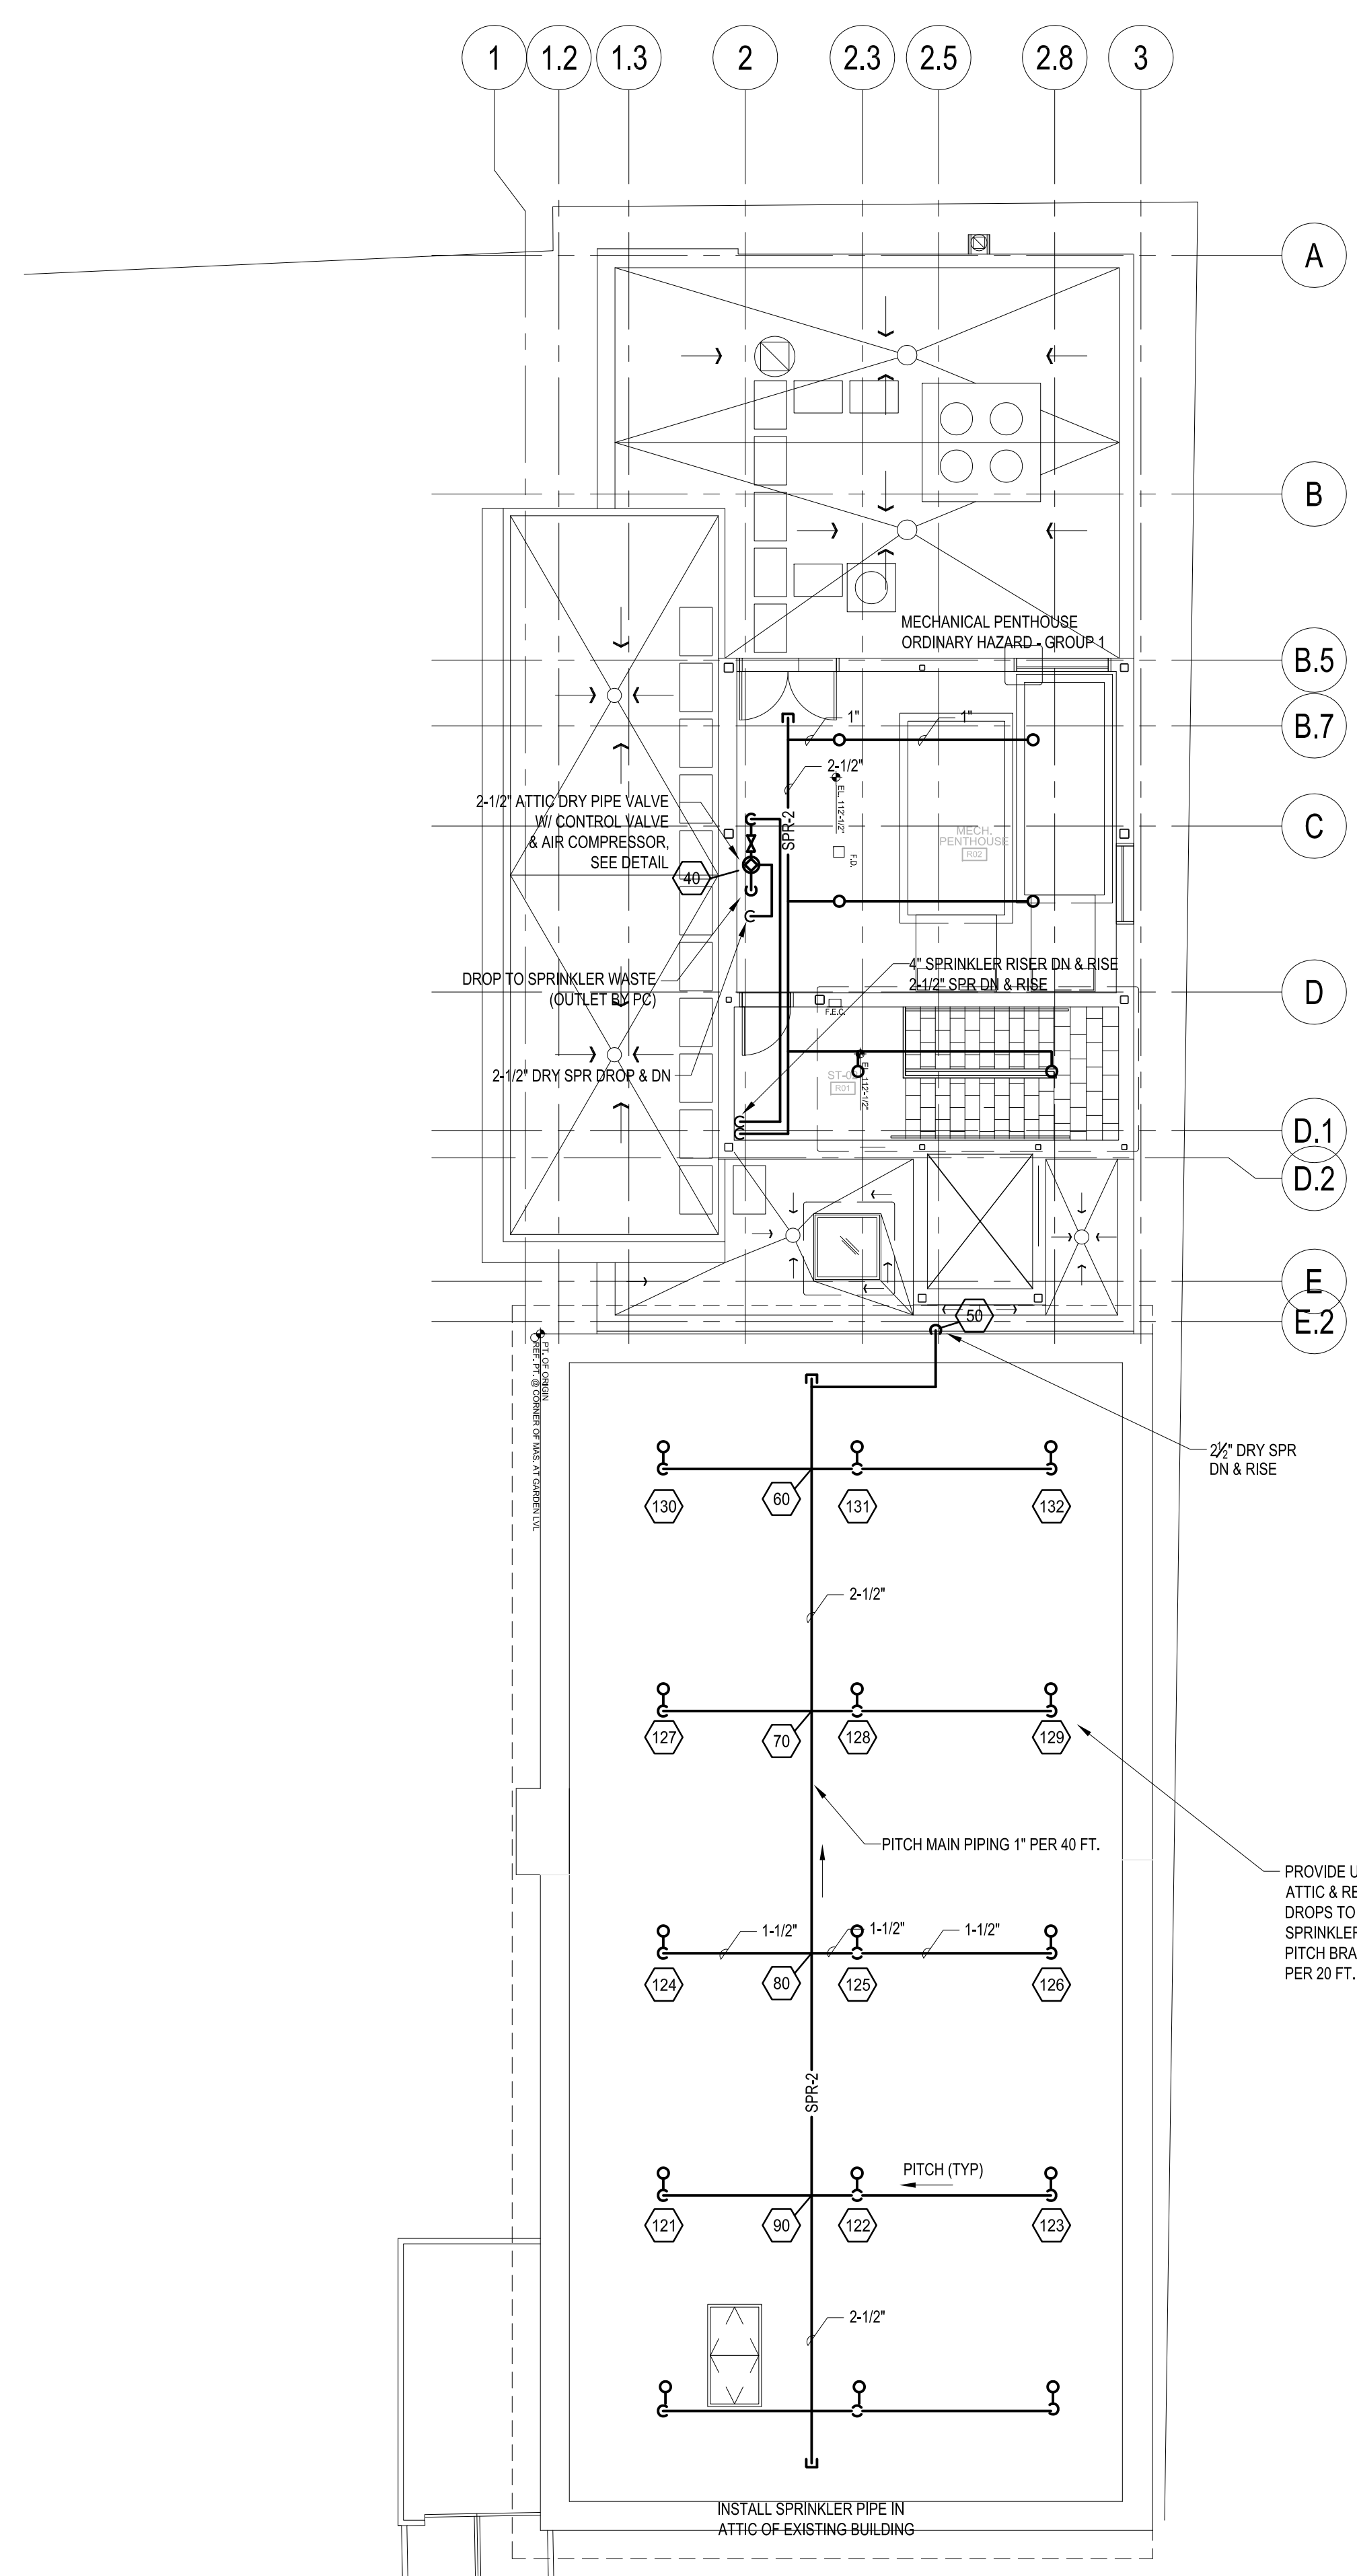 1
1.2
1.3
2
2.3
2.5
2.8
3
A
B
MECHANICAL PENTHOUSE
ORDINARY HAZARD - GROUP 1
B.5
B.7
1"
1"
2-1/2"
EL. 112'-1/2"
SPR-2
F.D.
MECH.
PENTHOUSE
R02
C
2-1/2" ATTIC DRY PIPE VALVE
W/ CONTROL VALVE
& AIR COMPRESSOR,
SEE DETAIL
40
DROP TO SPRINKLER WASTE
(OUTLET BY PC)
4" SPRINKLER RISER DN & RISE
2-1/2" SPR DN & RISE
D
F.E.C.
2-1/2" DRY SPR DROP & DN
R01
EL. 112'-1/2"
D.1
D.2
E
E.2
50
PT. OF ORIGIN
REF. PT. @ CORNER OF MAS. AT GARDEN LVL
2½" DRY SPR
DN & RISE
130
60
131
132
2-1/2"
127
70
128
129
PITCH MAIN PIPING 1" PER 40 FT.
PROVIDE U
ATTIC & RE
DROPS TO
SPRINKLER
PITCH BRA
PER 20 FT.
1-1/2"
1-1/2"
1-1/2"
124
80
125
126
SPR-2
PITCH (TYP)
121
90
122
123
2-1/2"
INSTALL SPRINKLER PIPE IN
ATTIC OF EXISTING BUILDING